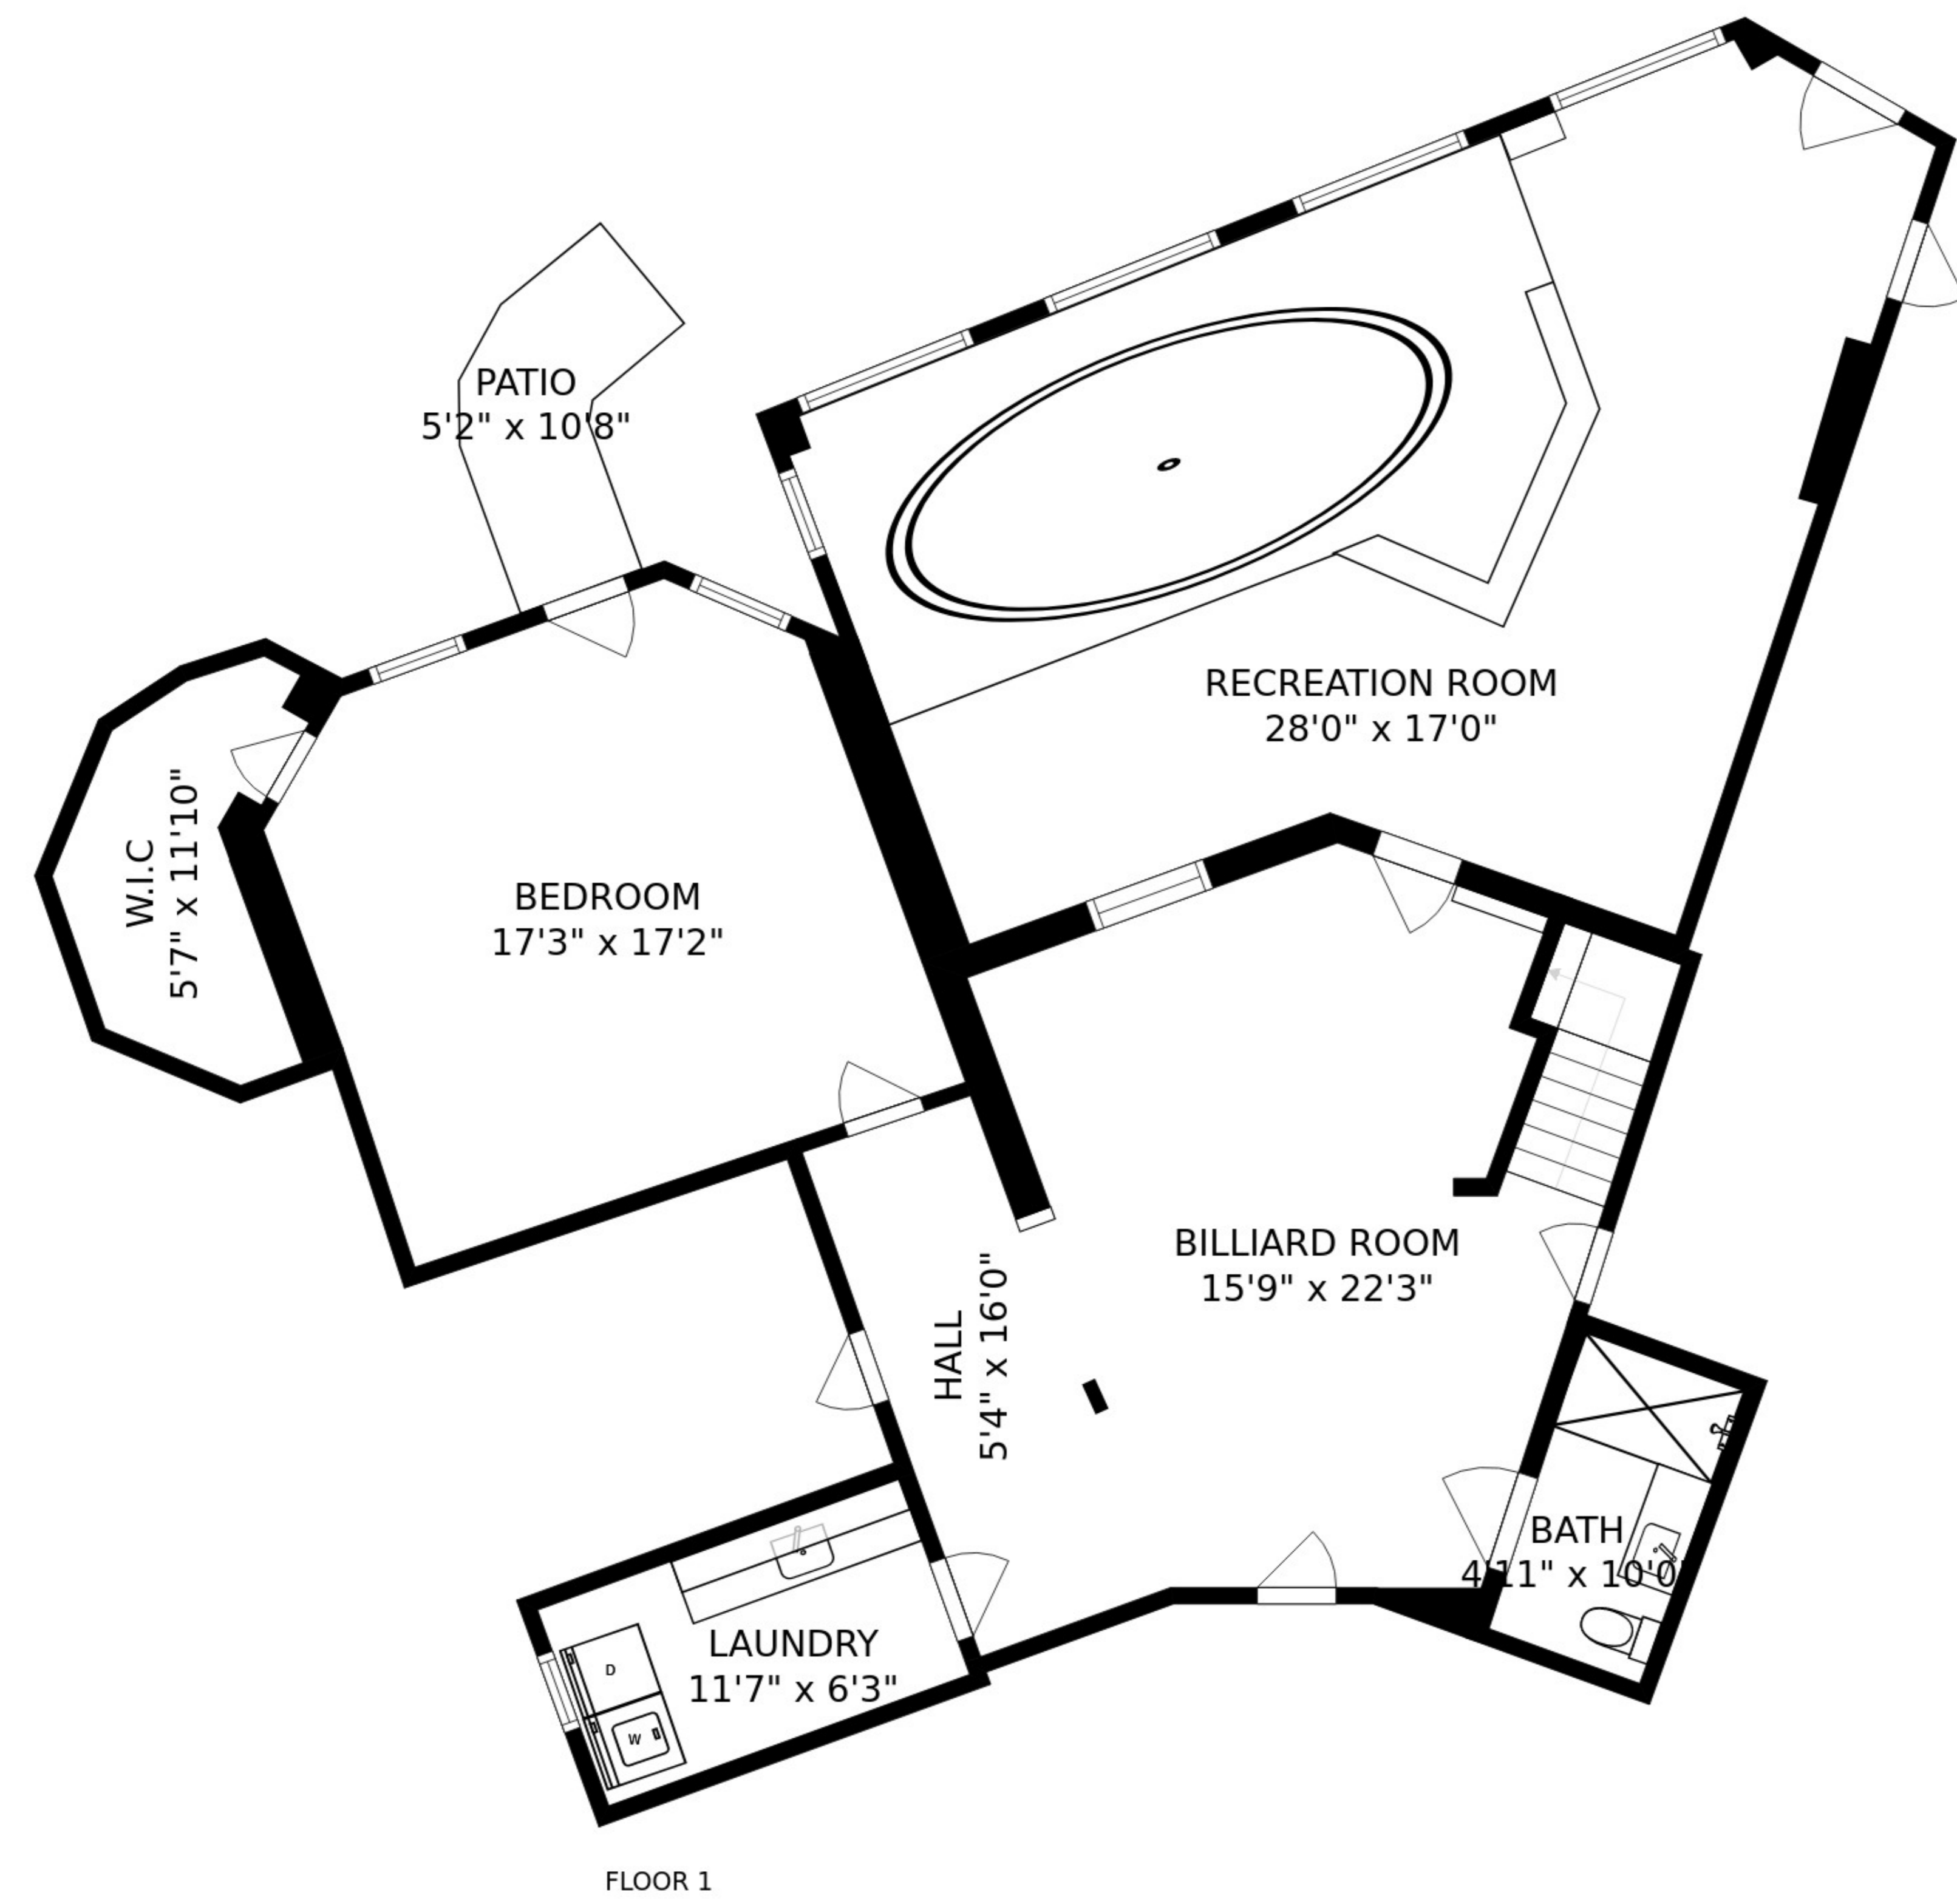 PATIO
5'2" x 10'8"
RECREATION ROOM
28'0" x 17'0"
W.I.C
5'7" x 11'10"
BEDROOM
17'3" x 17'2"
BILLIARD ROOM
15'9" x 22'3"
HALL
5'4" x 16'0"
BATH
4'11" x 10'0"
LAUNDRY
11'7" x 6'3"
D
W
FLOOR 1